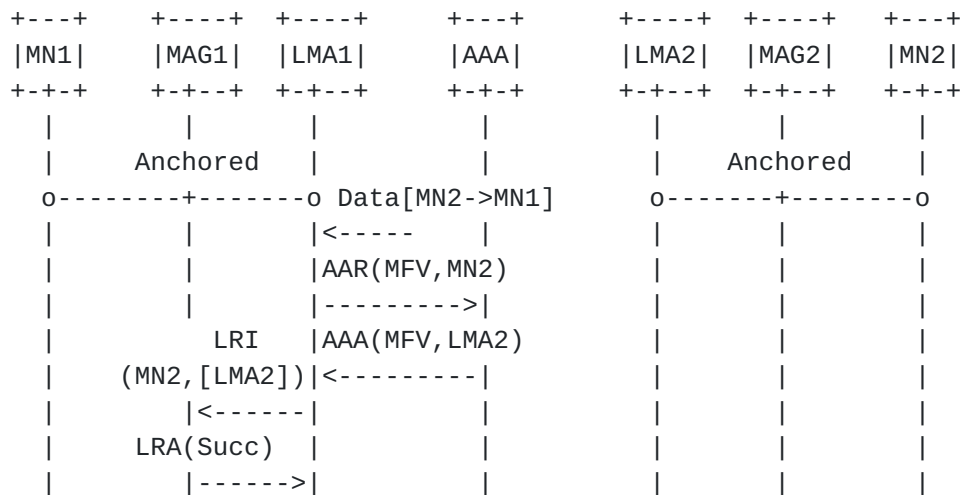 +---+    +----+  +----+     +---+       +----+  +----+   +---+
|MN1|    |MAG1|  |LMA1|     |AAA|       |LMA2|  |MAG2|   |MN2|
+-+-+    +-+--+  +-+--+     +-+-+       +-+--+  +-+--+   +-+-+
  |        |       |          |           |       |        |
  |     Anchored   |          |           |   Anchored     |
  o--------+-------o Data[MN2->MN1]       o-------+--------o
  |        |       |<-----    |           |       |        |
  |        |       |AAR(MFV,MN2)          |       |        |
  |        |       |--------->|           |       |        |
  |          LRI   |AAA(MFV,LMA2)         |       |        |
  |    (MN2,[LMA2])|<---------|           |       |        |
  |        |<------|          |           |       |        |
  |     LRA(Succ)  |          |           |       |        |
  |        |------>|          |           |       |        |